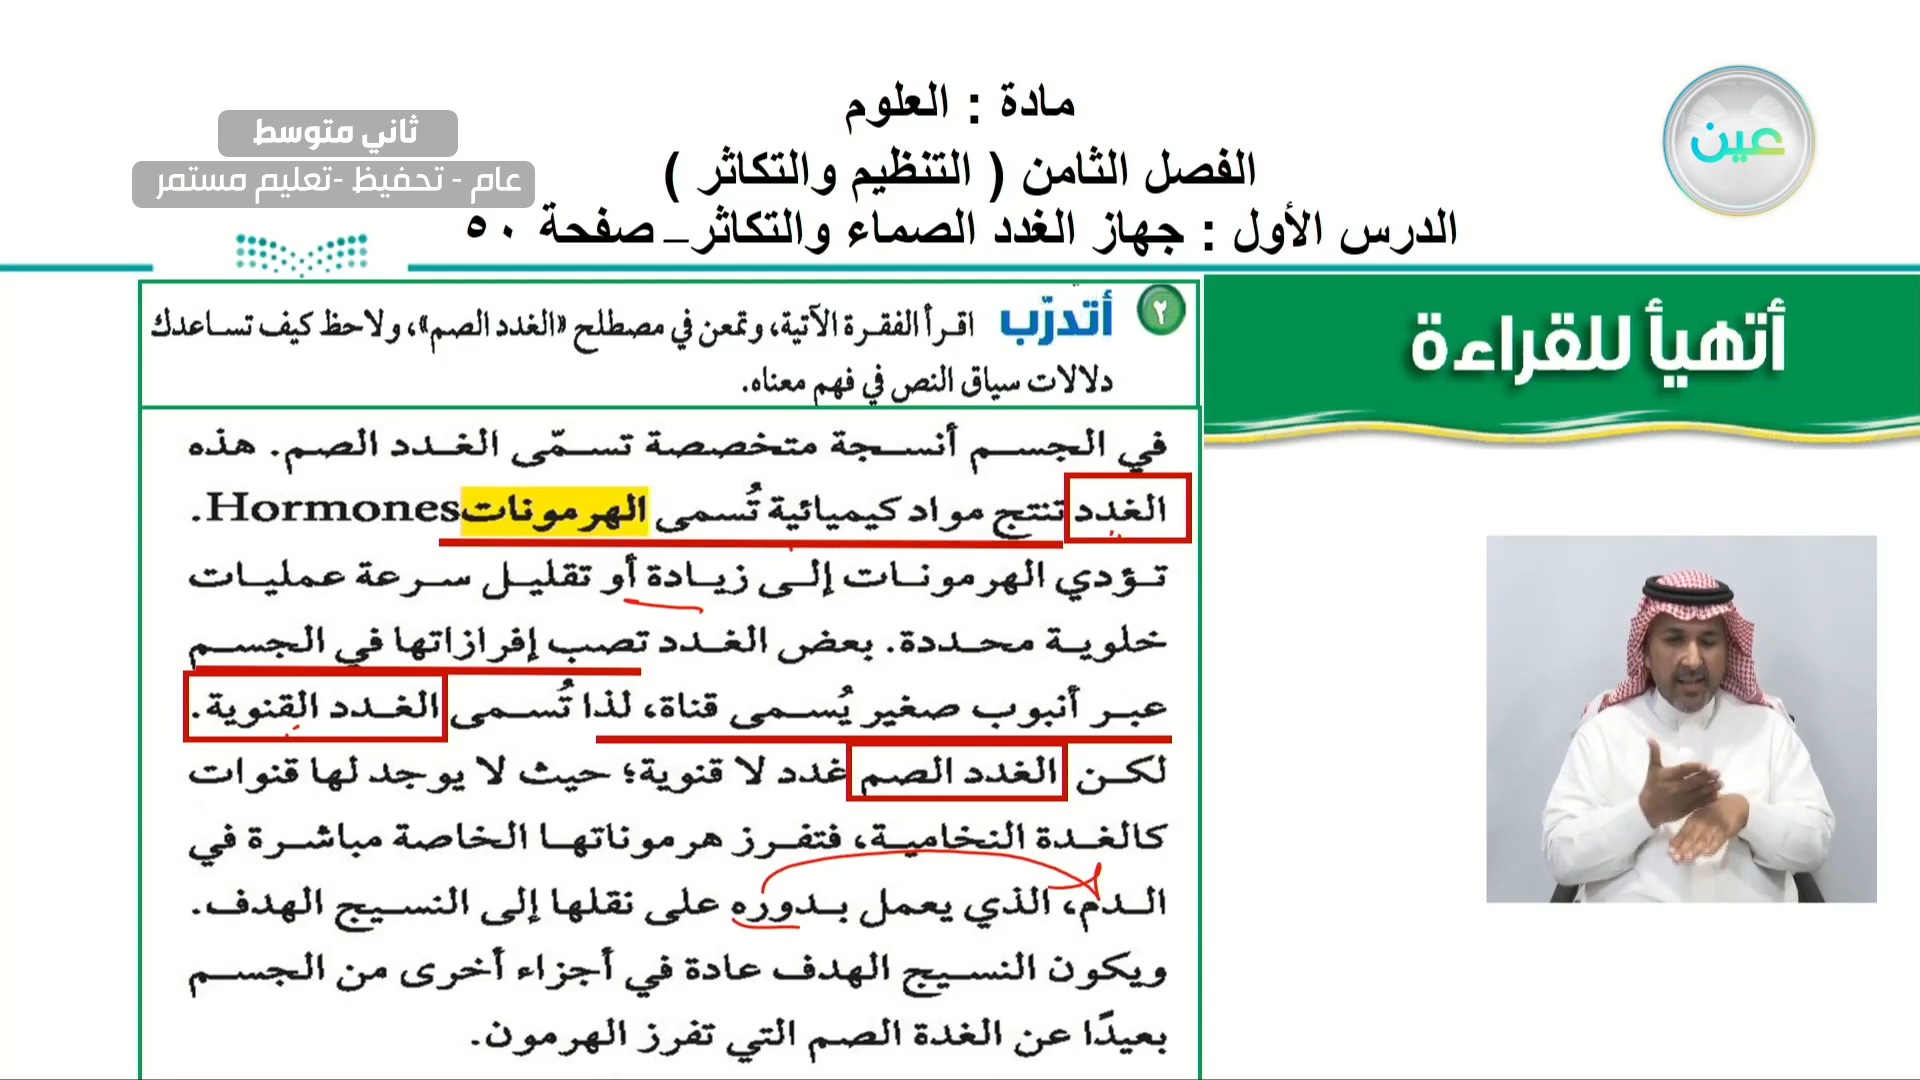 مادة : العلوم
الفصل الثامن ( التنظيم والتكاثر )
الدرس الأول : جهاز الغدد الصماء والتكاثر– صفحة ٥٠
ثاني متوسط
عام - تحفيظ -تعليم مستمر
عين
أتهيأ للقراءة
٢ أتدرّب اقرأ الفقرة الآتية، وتمعن في مصطلح «الغدد الصم»، ولاحظ كيف تساعدك
دلالات سياق النص في فهم معناه.
في الجسم أنسجة متخصصة تسمّى الغدد الصم. هذه
الغدد تنتج مواد كيميائية تُسمى الهرمونات Hormones.
تؤدي الهرمونات إلى زيادة أو تقليل سرعة عمليات
خلوية محددة. بعض الغدد تصب إفرازاتها في الجسم
عبر أنبوب صغير يُسمى قناة، لذا تُسمى الغدد القنوية.
لكن الغدد الصم غدد لا قنوية؛ حيث لا يوجد لها قنوات
كالغدة النخامية، فتفرز هرموناتها الخاصة مباشرة في
الدم، الذي يعمل بدوره على نقلها إلى النسيج الهدف.
ويكون النسيج الهدف عادة في أجزاء أخرى من الجسم
بعيدًا عن الغدة الصم التي تفرز الهرمون.